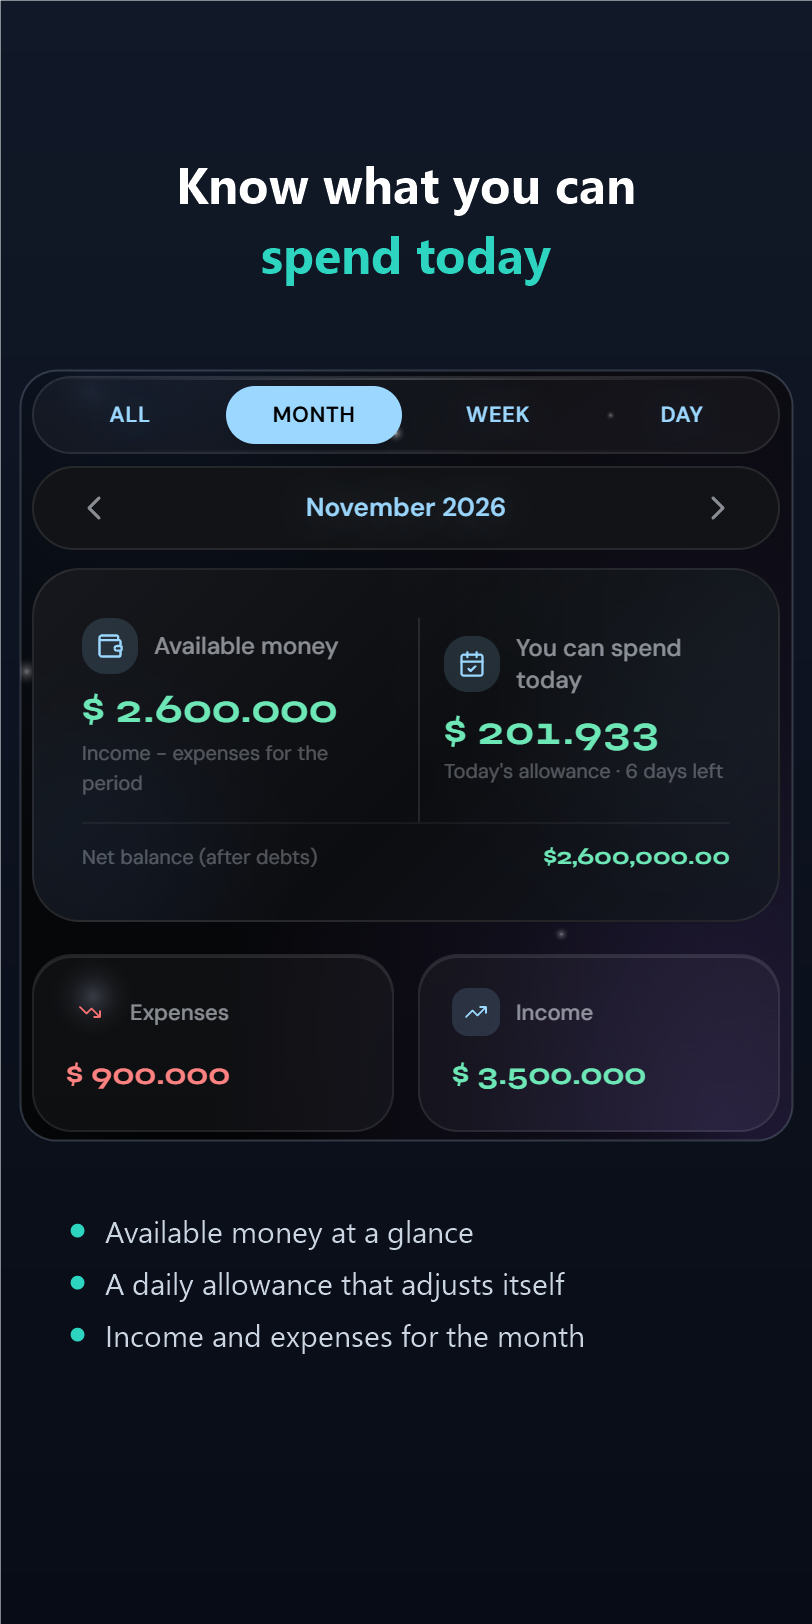 Know what you can
spend today
ALL MONTH WEEK DAY
November 2026
Available money
$ 2.600.000
Income – expenses for the
period
You can spend
today
$ 201.933
Today's allowance · 6 days left
Net balance (after debts) $2,600,000.00
Expenses
$ 900.000
Income
$ 3.500.000
Available money at a glance
A daily allowance that adjusts itself
Income and expenses for the month